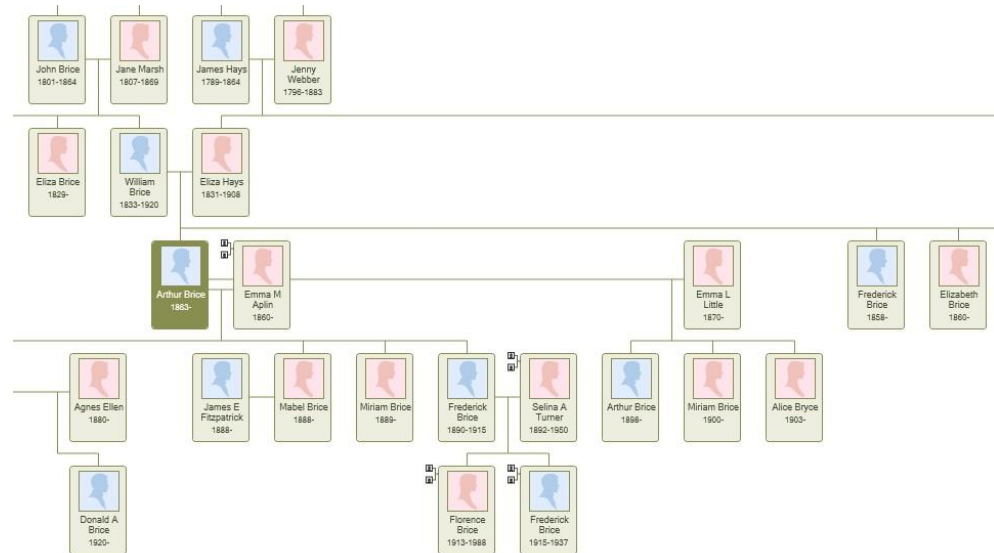 John Brice
1801-1864
Jane Marsh
1807-1869
James Hays
1789-1864
Jenny
Webber
1796-1883
Eliza Brice
1829-
William
Brice
1833-1920
Eliza Hays
1831-1908
Arthur Brice
1863-
Emma M
Aplin
1860-
Emma L
Little
1870-
Frederick
Brice
1858-
Elizabeth
Brice
1860-
Agnes Ellen
1880-
James E
Fitzpatrick
1888-
Mabel Brice
1888-
Miriam Brice
1889-
Frederick
Brice
1890-1915
Selina A
Turner
1892-1950
Arthur Brice
1898-
Miriam Brice
1900-
Alice Bryce
1903-
Donald A
Brice
1920-
Florence
Brice
1913-1988
Frederick
Brice
1915-1937